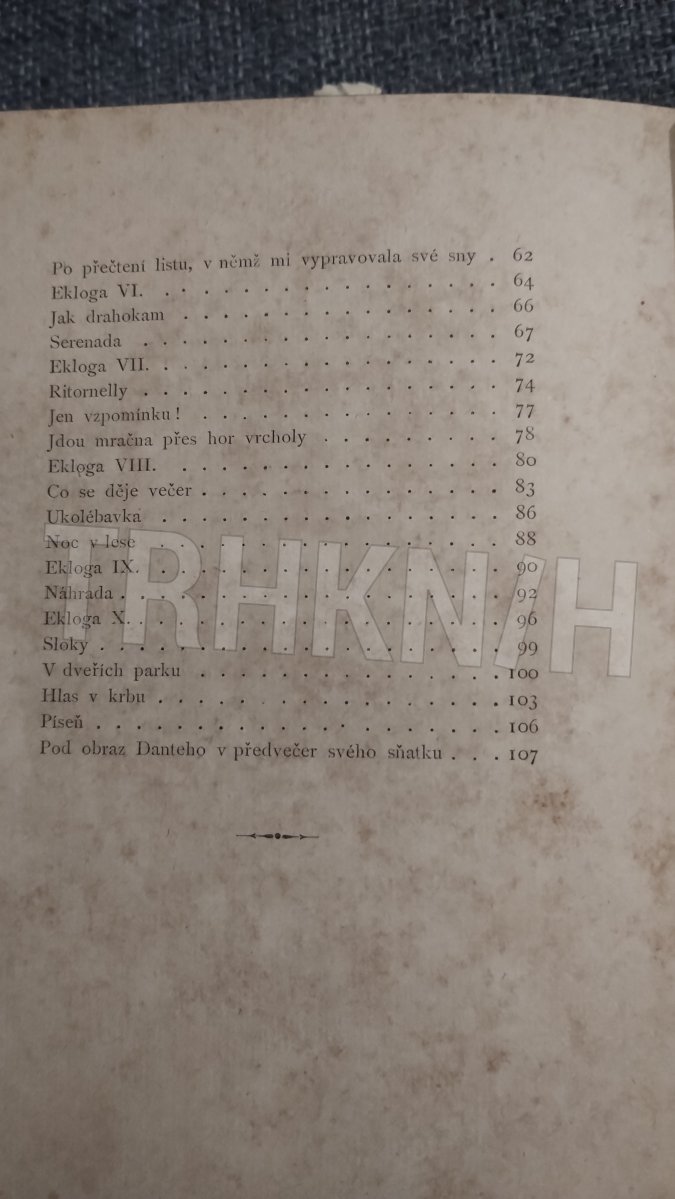 Po přečtení listu, v němž mi vypravovala své sny . 62
Ekloga VI. . . . . . . . . . . . . . . . . . . . 64
Jak drahokam . . . . . . . . . . . . . . . . . . . 66
Serenada . . . . . . . . . . . . . . . . . . . . . 67
Ekloga VII. . . . . . . . . . . . . . . . . . . . . 72
Ritornelly . . . . . . . . . . . . . . . . . . . . . 74
Jen vzpomínku! . . . . . . . . . . . . . . . . . . 77
Jdou mračna přes hor vrcholy . . . . . . . . . 78
Ekloga VIII. . . . . . . . . . . . . . . . . . . . 80
Co se děje večer . . . . . . . . . . . . . . . . . . 83
Ukolébavka . . . . . . . . . . . . . . . . . . . . 86
Noc v lese . . . . . . . . . . . . . . . . . . . . 88
Ekloga IX. . . . . . . . . . . . . . . . . . . . . 90
Náhrada . . . . . . . . . . . . . . . . . . . . . . 92
Ekloga X. . . . . . . . . . . . . . . . . . . . . . 96
Sloky . . . . . . . . . . . . . . . . . . . . . . . 99
V dveřích parku . . . . . . . . . . . . . . . . . . 100
Hlas v krbu . . . . . . . . . . . . . . . . . . . . 103
Píseň . . . . . . . . . . . . . . . . . . . . . . . 106
Pod obraz Danteho v předvečer svého sňatku . . . 107
TRHKNIH